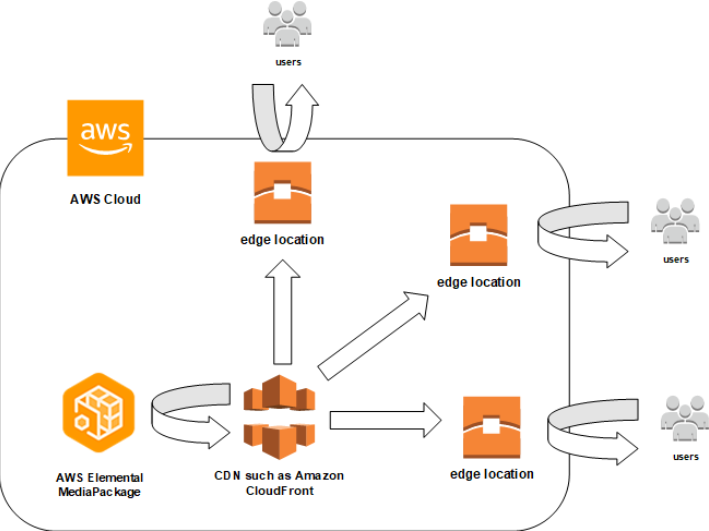 users
aws
AWS Cloud
edge location
edge location
users
AWS Elemental
MediaPackage
CDN such as Amazon
CloudFront
edge location
users